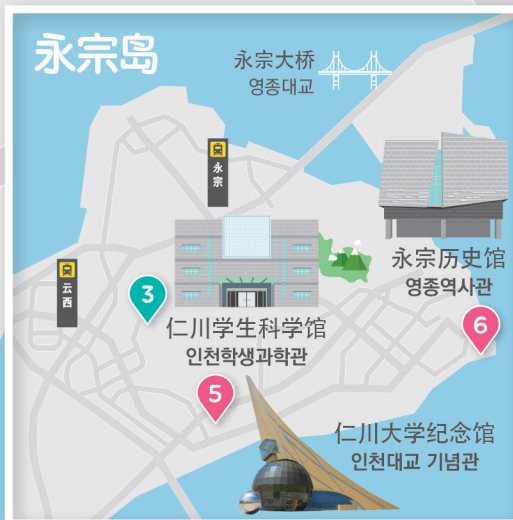 永宗岛
永宗大桥
영종대교
永宗
云西
永宗历史馆
영종역사관
3
仁川学生科学馆
인천학생과학관
6
5
仁川大学纪念馆
인천대교 기념관